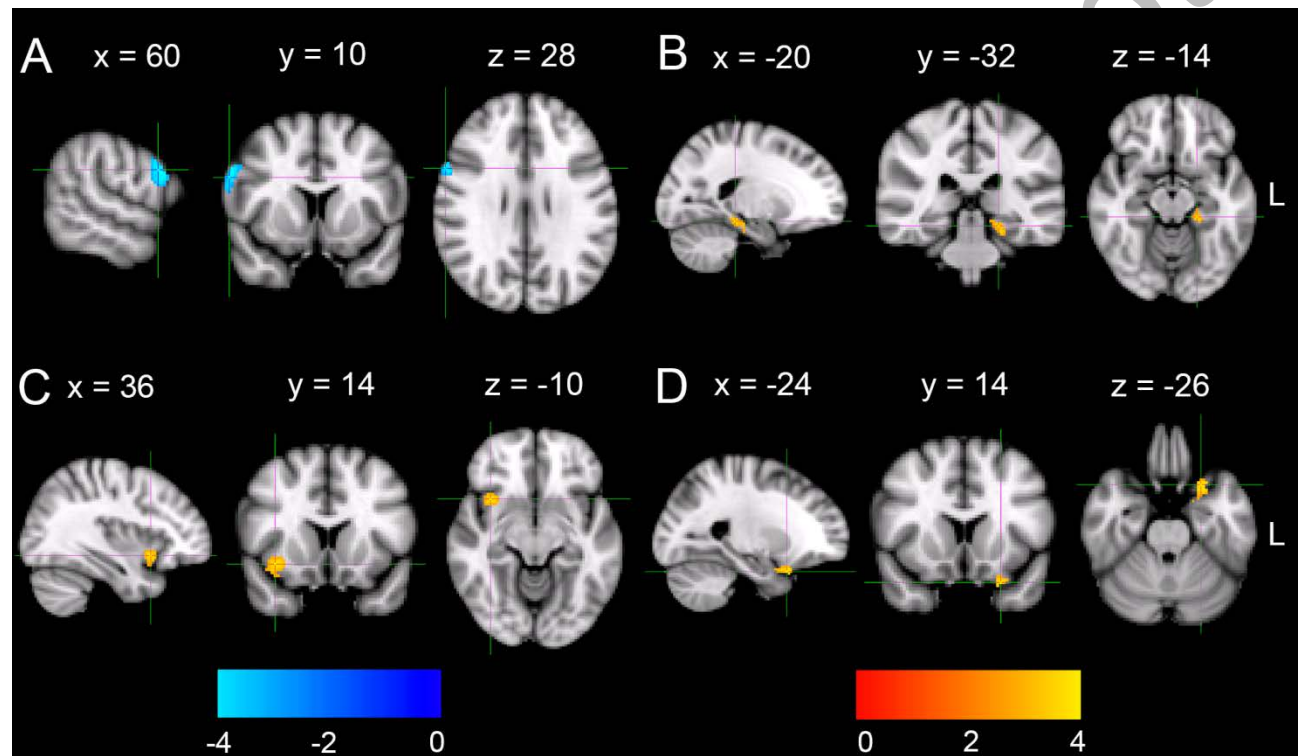 A x = 60 y = 10 z = 28 B x = -20 y = -32 z = -14
L
C x = 36 y = 14 z = -10 D x = -24 y = 14 z = -26
L
-4 -2 0 0 2 4